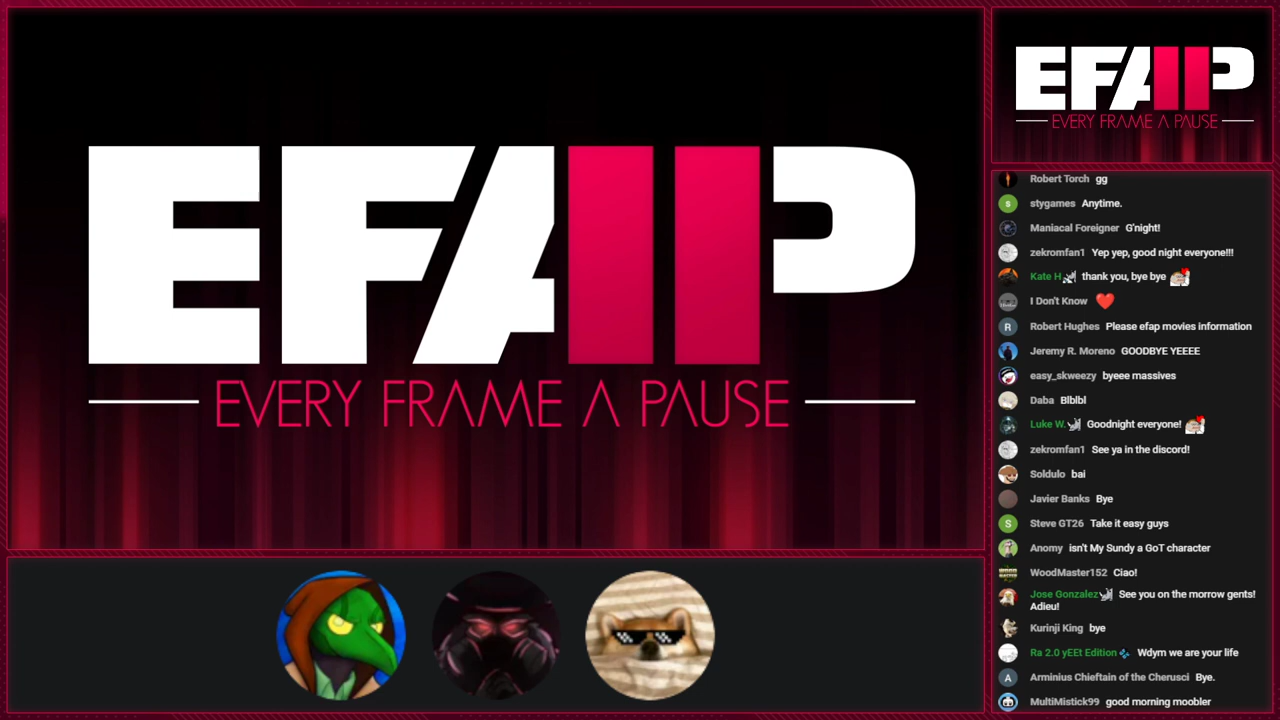 EFAP
EVERY FRAME A PAUSE
EFAP
EVERY FRAME A PAUSE
Robert Torch gg
s stygames Anytime.
Maniacal Foreigner G'night!
zekromfan1 Yep yep, good night everyone!!!
Kate H. thank you, bye bye
I Don't Know ❤️
R Robert Hughes Please efap movies information
Jeremy R. Moreno GOODBYE YEEEE
easy_skweezy byeee massives
Daba Blblbl
Luke W. Goodnight everyone!
zekromfan1 See ya in the discord!
Soldulo bai
Javier Banks Bye
S Steve GT26 Take it easy guys
Anomy isn't My Sundy a GoT character
WoodMaster152 Ciao!
Jose Gonzalez See you on the morrow gents!
Adieu!
Kurinji King bye
Ra 2.0 yEEt Edition Wdym we are your life
A Arminius Chieftain of the Cherusci Bye.
MultiMistick99 good morning moobler